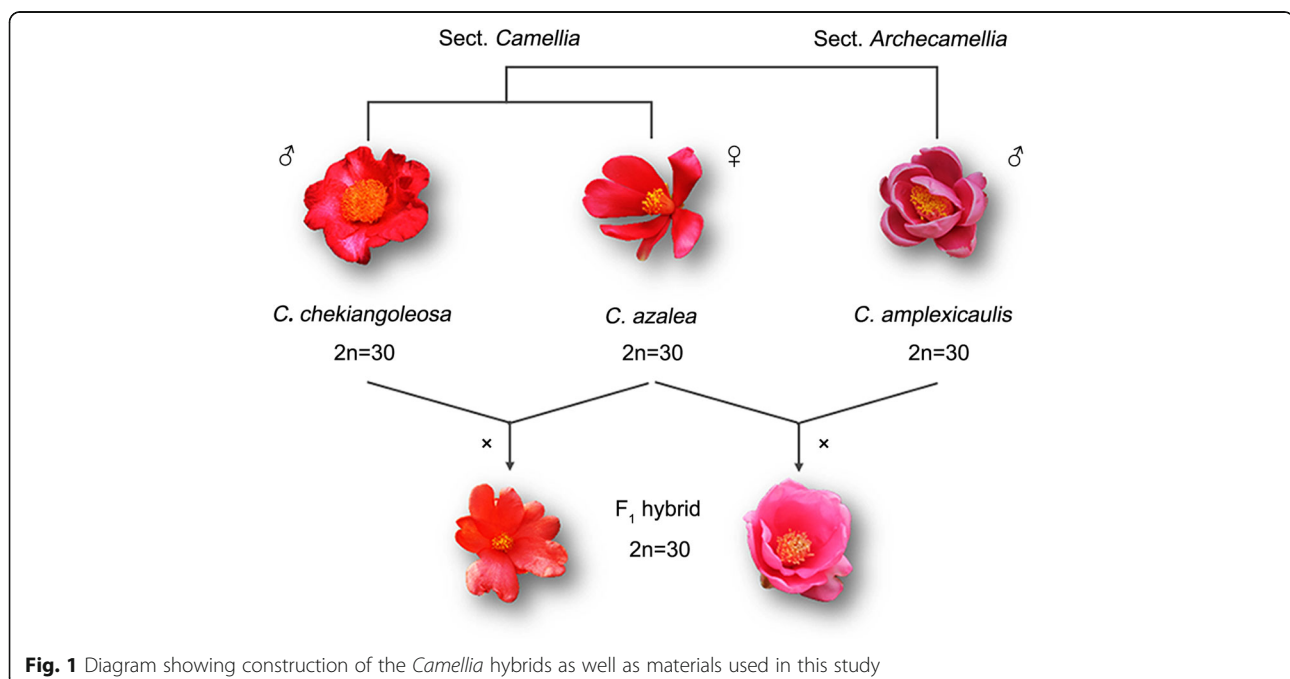 Sect. Camellia Sect. Archecamellia
♂ ♀ ♂
C. chekiangoleosa C. azalea C. amplexicaulis
2n=30 2n=30 2n=30
× ×
F₁ hybrid
2n=30
Fig. 1 Diagram showing construction of the Camellia hybrids as well as materials used in this study